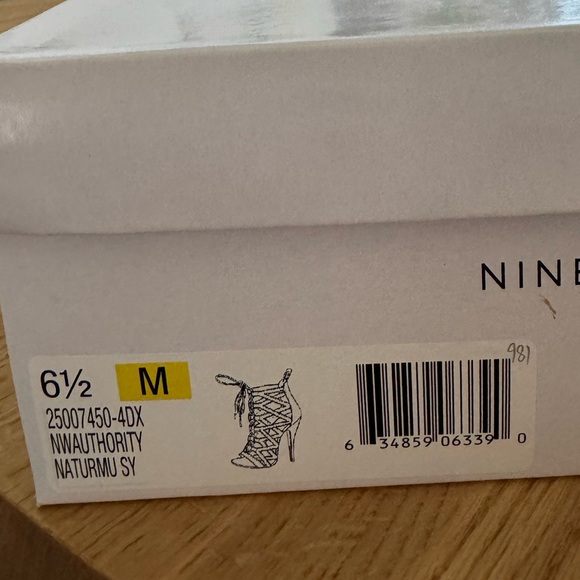 NINE
6½ M
25007450-4DX
NWAUTHORITY
NATURMU SY
981
6 34859 06339 0